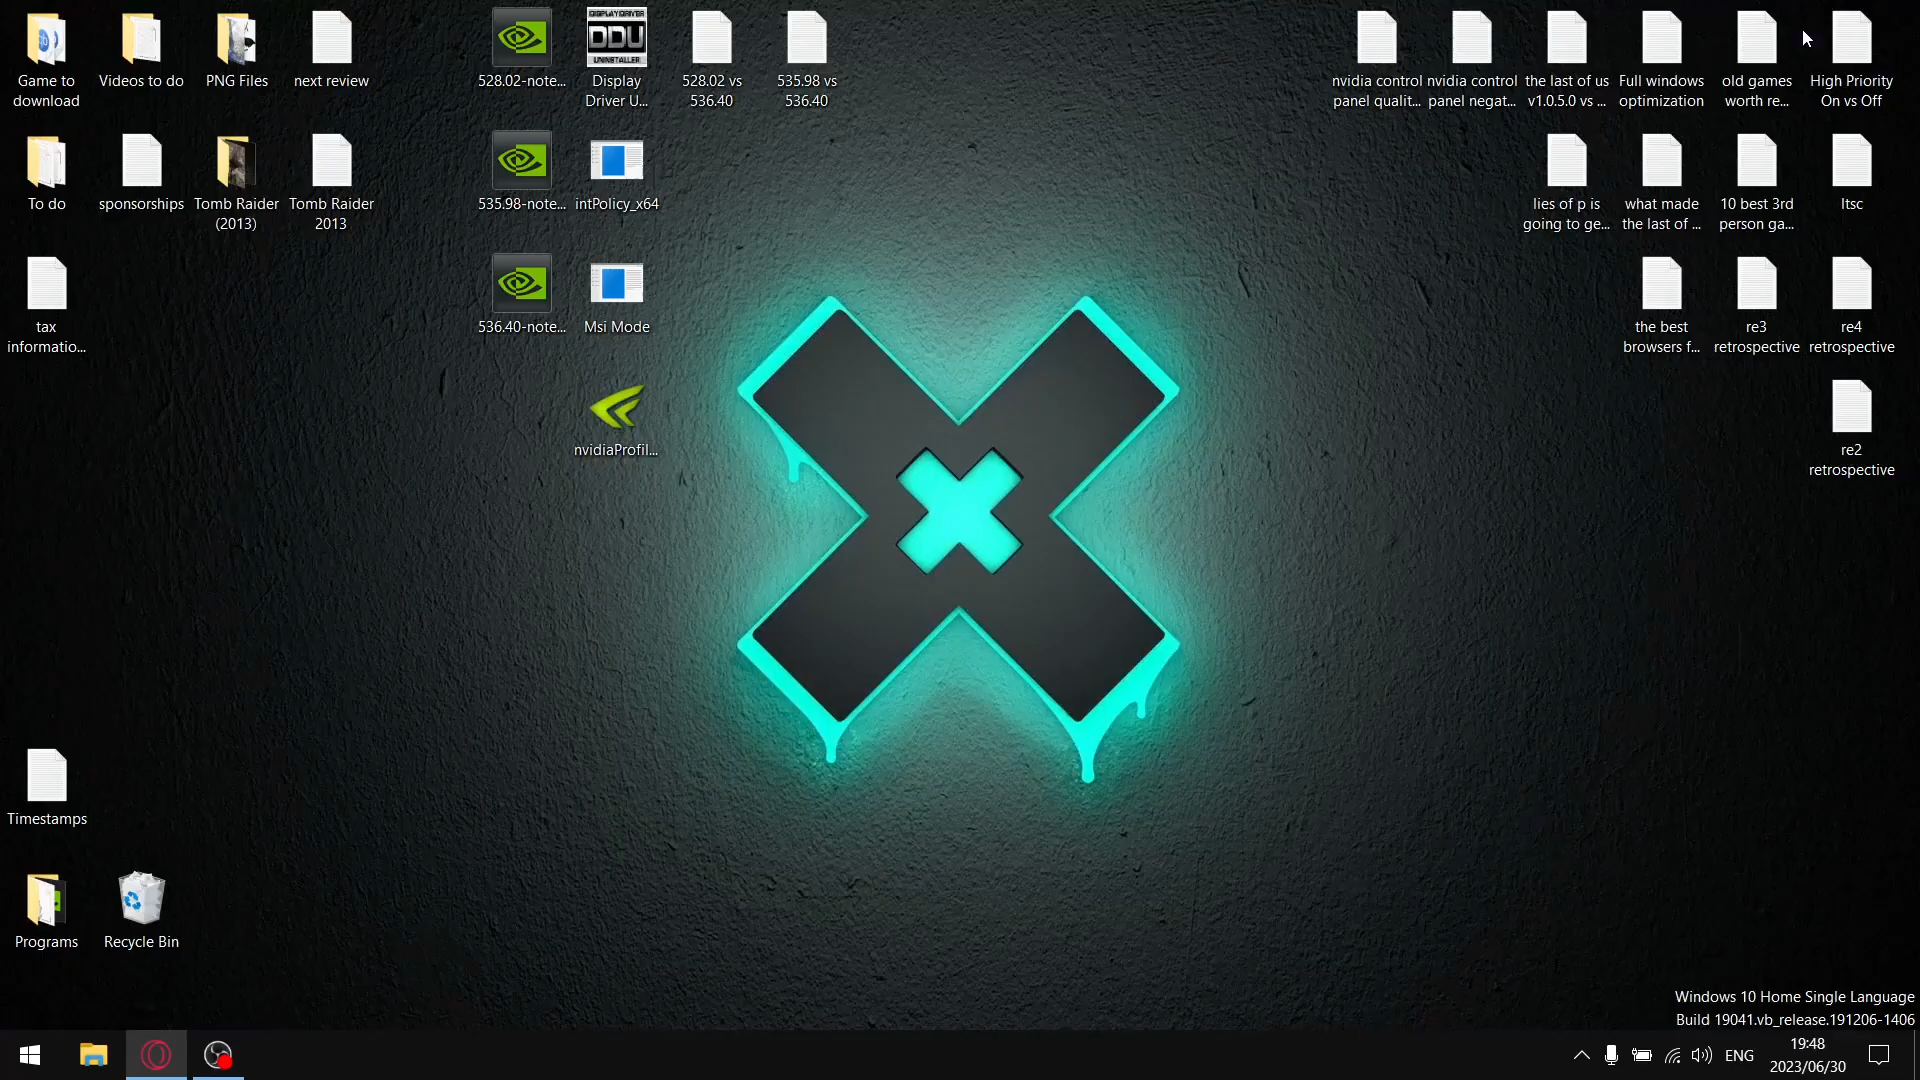 Game to
download
Videos to do
PNG Files
next review
528.02-note...
DISPLAY DRIVER
DDU
UNINSTALLER
Display
Driver U...
528.02 vs
536.40
535.98 vs
536.40
nvidia control
panel qualit...
nvidia control
panel negat...
the last of us
v1.0.5.0 vs ...
Full windows
optimization
old games
worth re...
High Priority
On vs Off
To do
sponsorships
Tomb Raider
(2013)
Tomb Raider
2013
535.98-note...
intPolicy_x64
lies of p is
going to ge...
what made
the last of ...
10 best 3rd
person ga...
ltsc
tax
informatio...
536.40-note...
Msi Mode
the best
browsers f...
re3
retrospective
re4
retrospective
nvidiaProfil...
re2
retrospective
Timestamps
Programs
Recycle Bin
Windows 10 Home Single Language
Build 19041.vb_release.191206-1406
ENG
19:48
2023/06/30